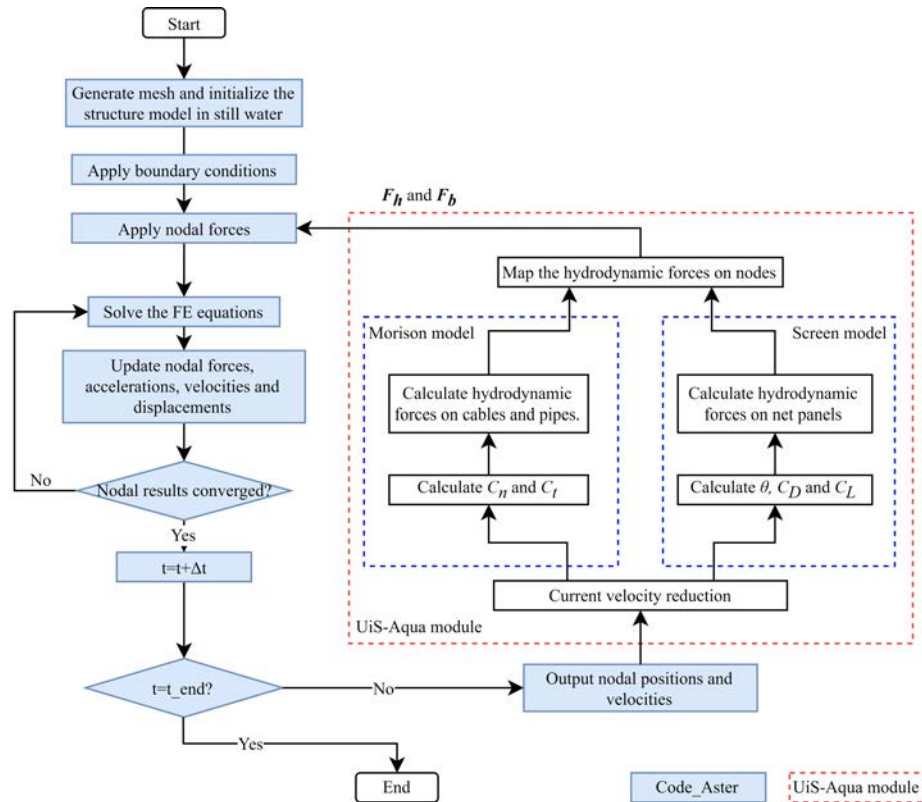 Start
Generate mesh and initialize the
structure model in still water
Apply boundary conditions
Apply nodal forces
Solve the FE equations
Update nodal forces,
accelerations, velocities and
displacements
Nodal results converged?
No
Yes
t=t+Δt
t=t_end?
No
Yes
End
Output nodal positions and
velocities
F_h and F_b
Map the hydrodynamic forces on nodes
Morison model
Calculate hydrodynamic
forces on cables and pipes.
Calculate C_n and C_t
Screen model
Calculate hydrodynamic
forces on net panels
Calculate θ, C_D and C_L
Current velocity reduction
UiS-Aqua module
Code_Aster
UiS-Aqua module